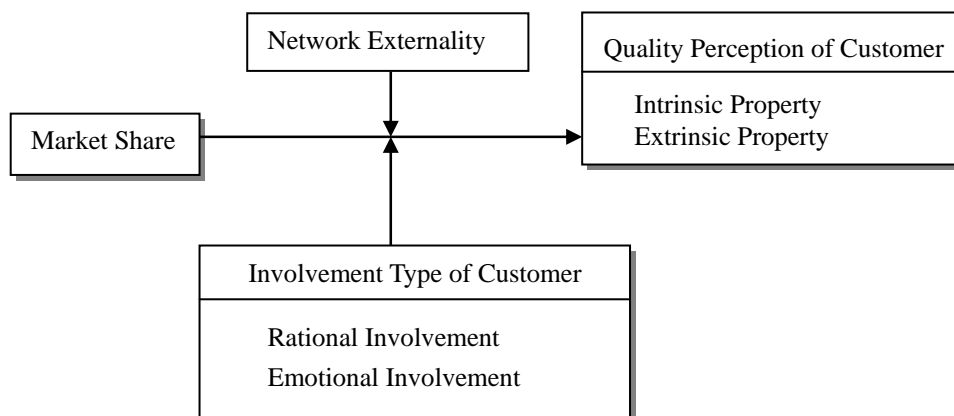 Network Externality
Quality Perception of Customer
Intrinsic Property
Extrinsic Property
Market Share
Involvement Type of Customer
Rational Involvement
Emotional Involvement